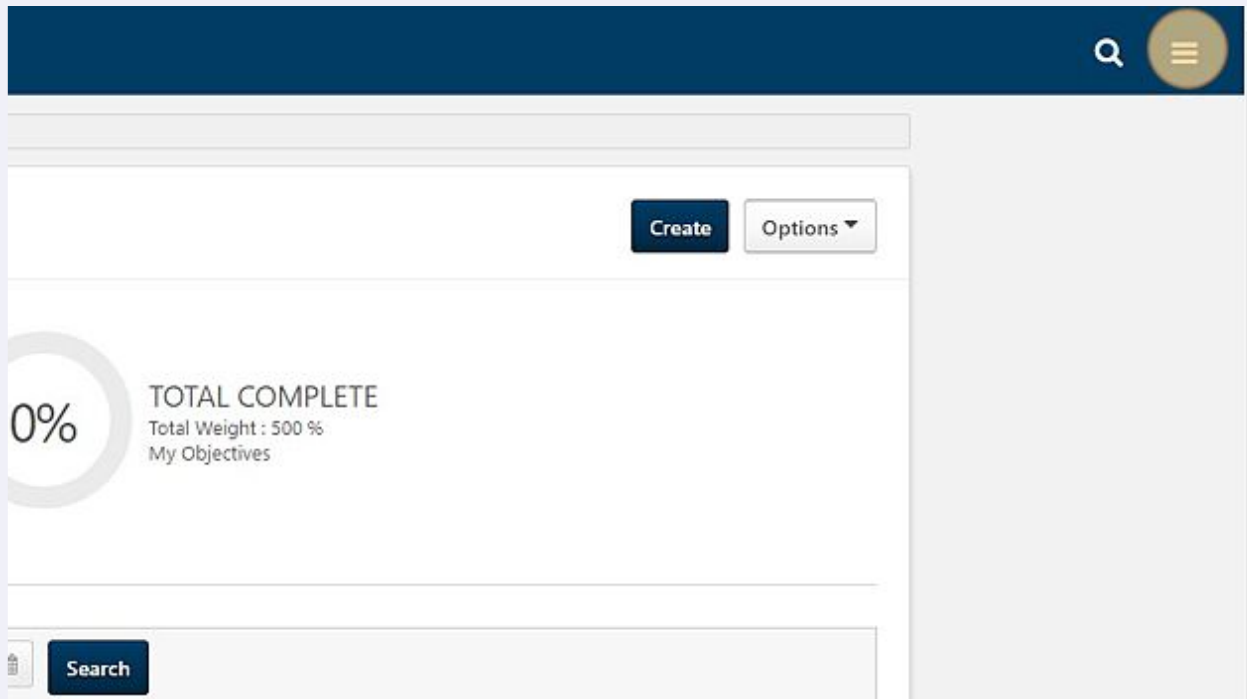 Create
Options
0%
TOTAL COMPLETE
Total Weight : 500 %
My Objectives
Search